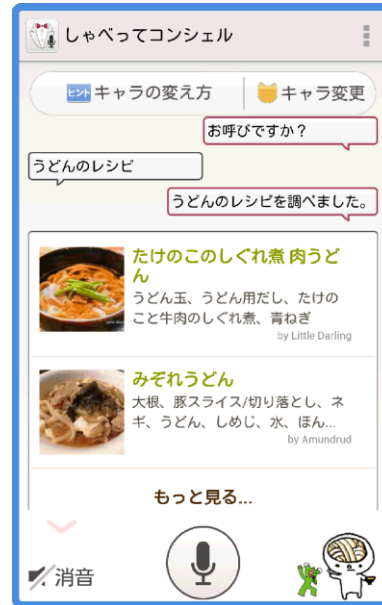 しゃべってコンシェル
ヒント キャラの変え方
キャラ変更
お呼びですか？
うどんのレシピ
うどんのレシピを調べました。
たけのこのしぐれ煮 肉うど
ん
うどん玉、うどん用だし、たけの
こと牛肉のしぐれ煮、青ねぎ
by Little Darling
みぞれうどん
大根、豚スライス/切り落とし、ネ
ギ、うどん、しめじ、水、ほん...
by Amundrud
もっと見る...
消音